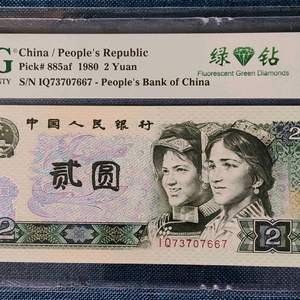 G
China / People's Republic
Pick# 885af 1980 2 Yuan
S/N IQ73707667 - People's Bank of China
绿 钻
Fluorescent Green Diamonds
中国人民银行
贰圆
IQ73707667
2
2